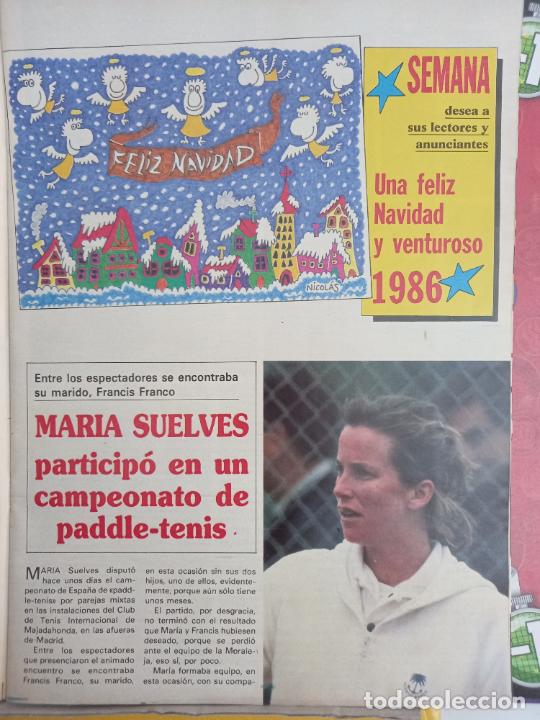 FELIZ NAVIDAD
NICOLÁS
SEMANA
desea a
sus lectores y
anunciantes
Una feliz
Navidad
y venturoso
1986
Entre los espectadores se encontraba
su marido, Francis Franco
MARIA SUELVES
participó en un
campeonato de
paddle-tenis
MARIA Suelves disputó
hace unos días el cam-
peonato de España de «padd-
le-tenis» por parejas mixtas
en las instalaciones del Club
de Tenis Internacional de
Majadahonda, en las afueras
de Madrid.
Entre los espectadores
que presenciaron el animado
encuentro se encontraba
Francis Franco, su marido,
en esta ocasión sin sus dos
hijos, uno de ellos, evidente-
mente, porque aún sólo tiene
unos meses.
El partido, por desgracia,
no terminó con el resultado
que María y Francis hubiesen
deseado, porque se perdió
ante el equipo de la Morale-
ja, eso sí, por poco.
María formaba equipo, en
esta ocasión, con su compa-
todocoleccion.net